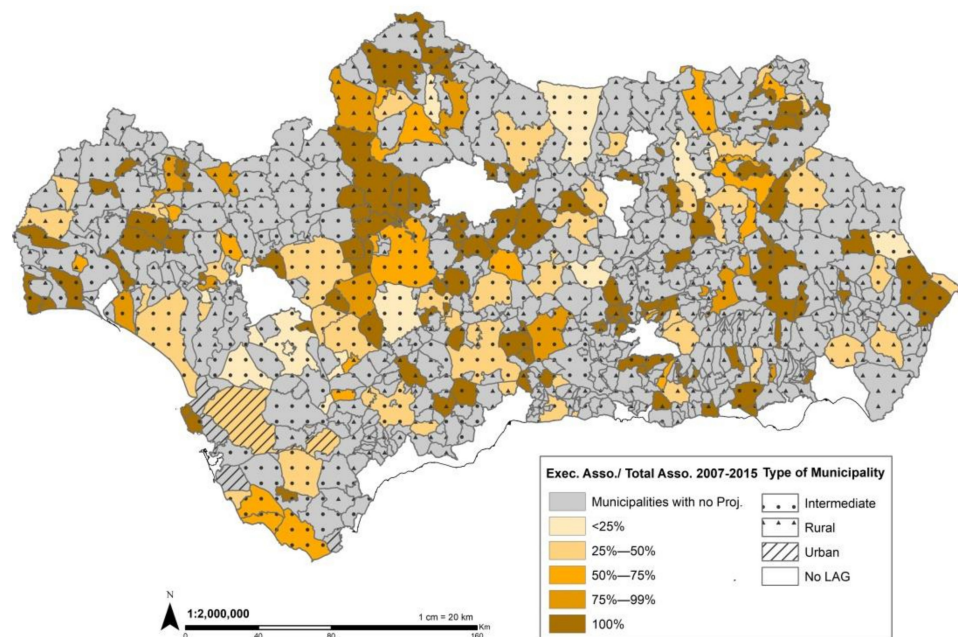 Exec. Asso./ Total Asso. 2007-2015
Municipalities with no Proj.
<25%
25%—50%
50%—75%
75%—99%
100%
Type of Municipality
Intermediate
Rural
Urban
No LAG
N
1:2,000,000
1 cm = 20 km
Km
0 40 80 160